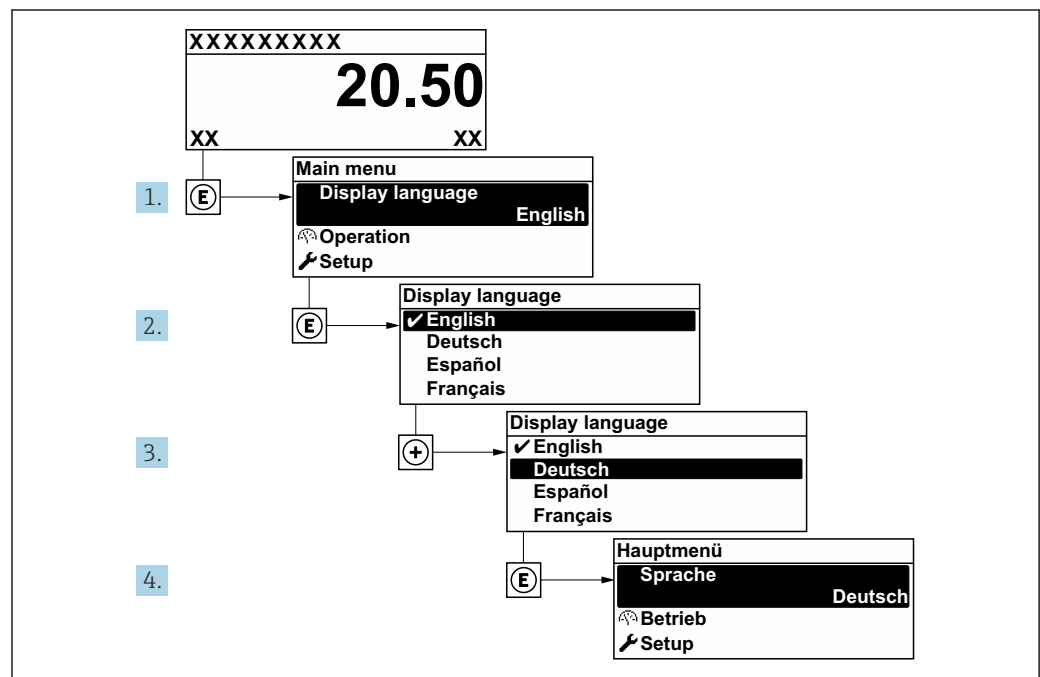 XXXXXXXXX
20.50
XX XX
Main menu
1. E Display language
English
Operation
Setup
Display language
2. E ✔ English
Deutsch
Español
Français
Display language
3. + ✔ English
Deutsch
Español
Français
Hauptmenü
4. E Sprache
Deutsch
Betrieb
Setup